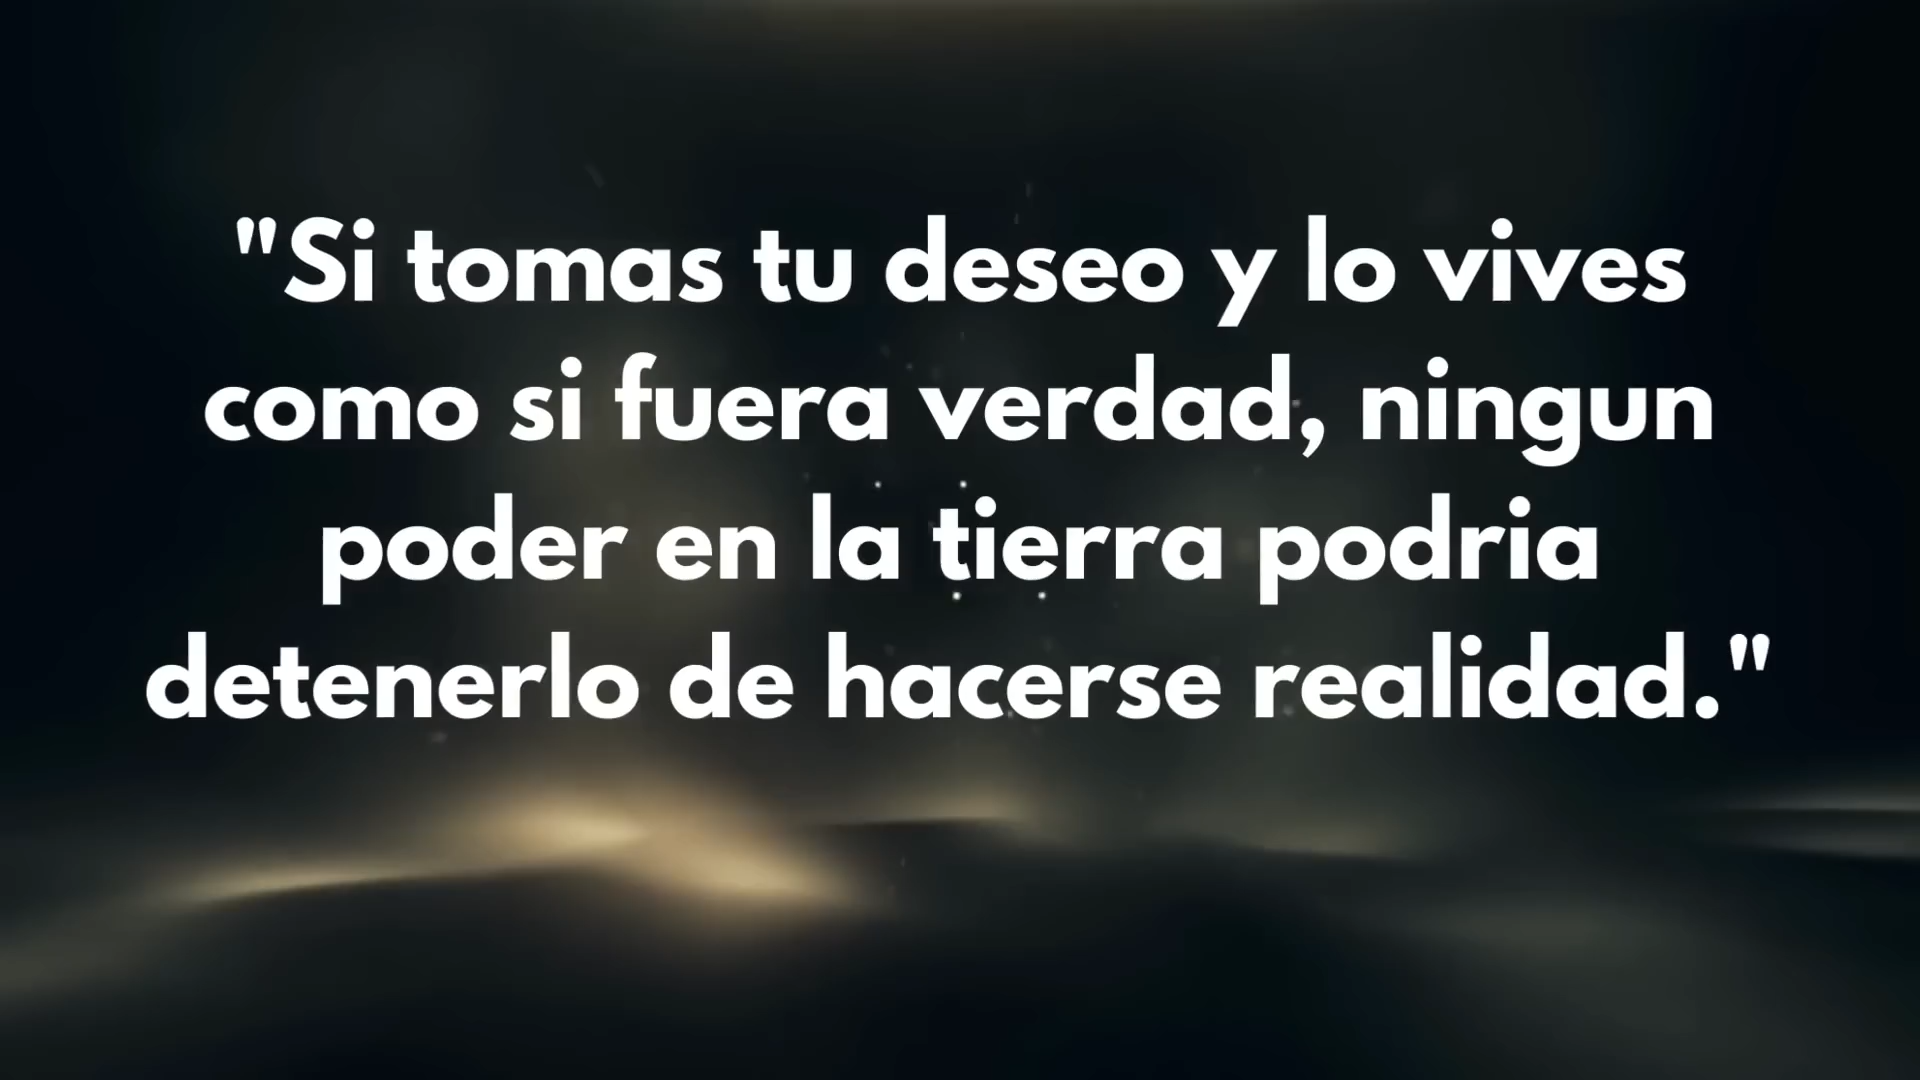 "Si tomas tu deseo y lo vives
como si fuera verdad, ningun
poder en la tierra podria
detenerlo de hacerse realidad."